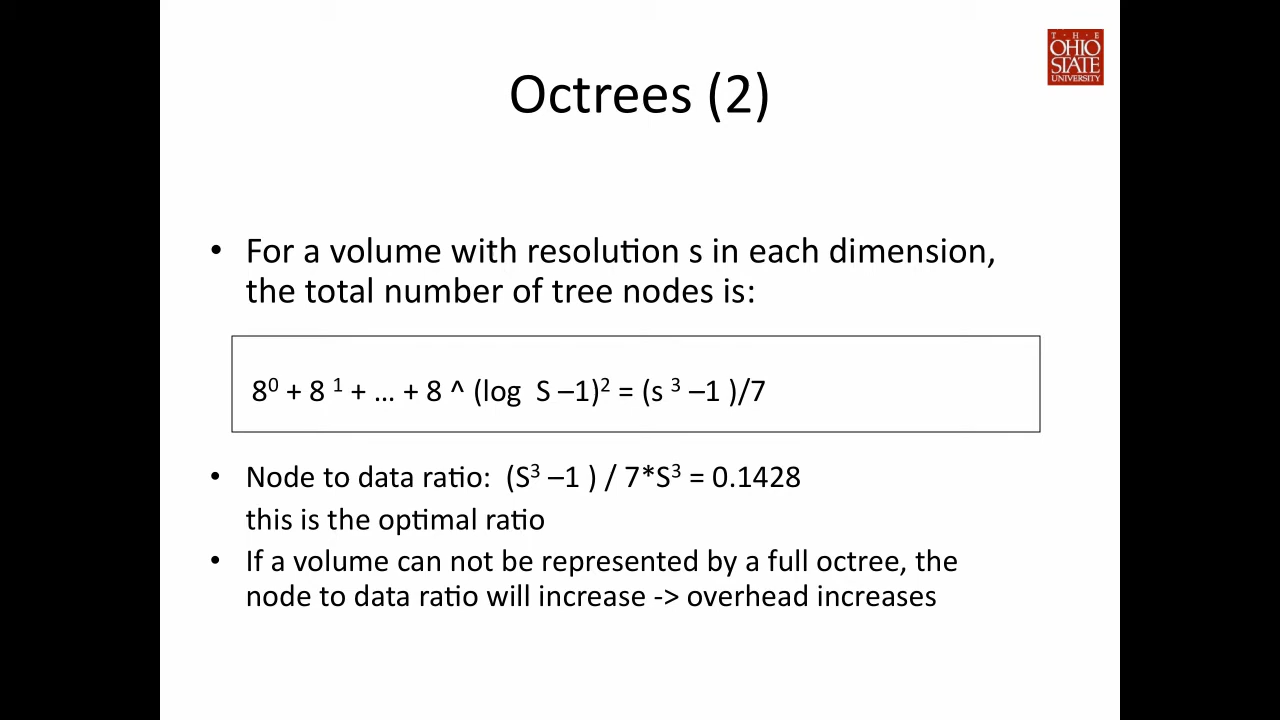 T · H · E
OHIO
STATE
UNIVERSITY
Octrees (2)
• For a volume with resolution s in each dimension,
the total number of tree nodes is:
8⁰ + 8 ¹ + … + 8 ^ (log  S –1)² = (s ³ –1 )/7
• Node to data ratio:  (S³ –1 ) / 7*S³ = 0.1428
this is the optimal ratio
• If a volume can not be represented by a full octree, the
node to data ratio will increase -> overhead increases